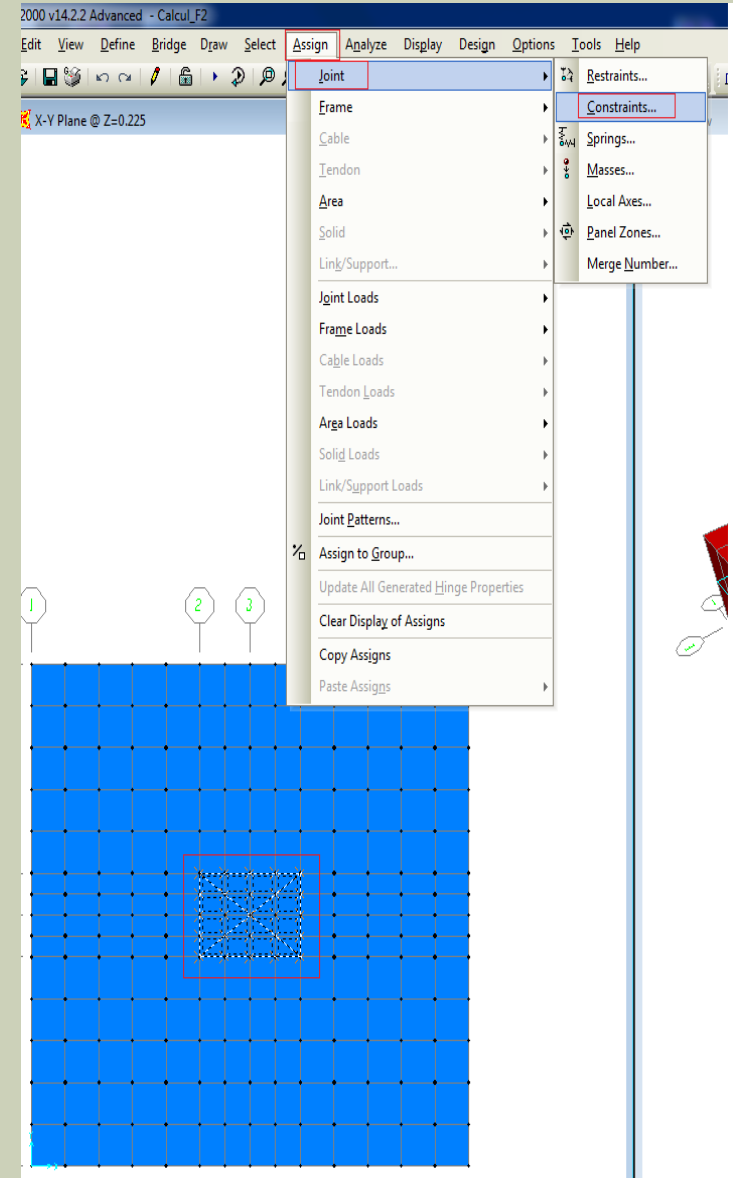 2000 v14.2.2 Advanced - Calcul_F2
Edit View Define Bridge Draw Select Assign Analyze Display Design Options Tools Help
X-Y Plane @ Z=0.225
Joint
Frame
Cable
Tendon
Area
Solid
Link/Support...
Joint Loads
Frame Loads
Cable Loads
Tendon Loads
Area Loads
Solid Loads
Link/Support Loads
Joint Patterns...
Assign to Group...
Update All Generated Hinge Properties
Clear Display of Assigns
Copy Assigns
Paste Assigns
Restraints...
Constraints...
Springs...
Masses...
Local Axes...
Panel Zones...
Merge Number...
1 2 3